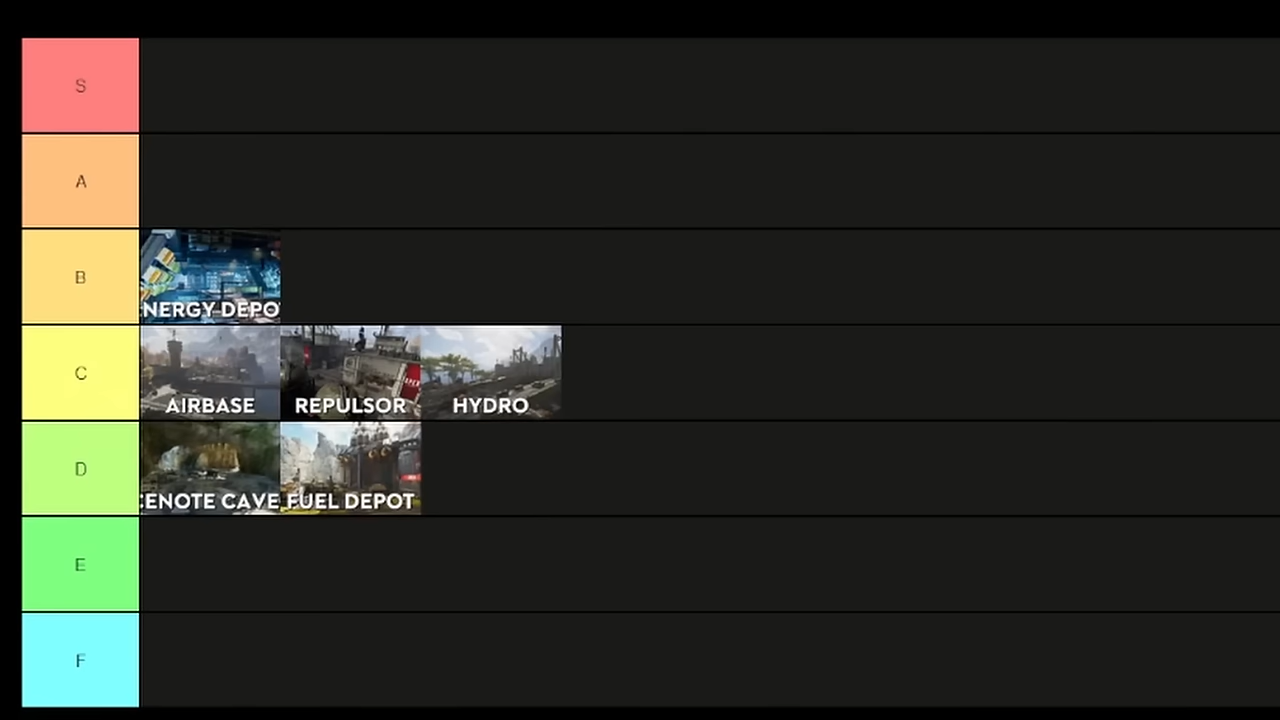 S
A
B
NERGY DEPO
C
AIRBASE REPULSOR HYDRO
D
ENOTE CAVE FUEL DEPOT
E
F